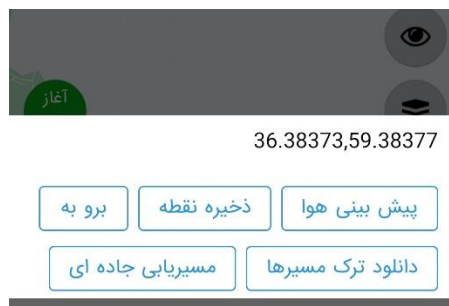 آغاز
36.38373,59.38377
پیش بینی هوا ذخیره نقطه برو به
دانلود ترک مسیرها مسیریابی جاده ای